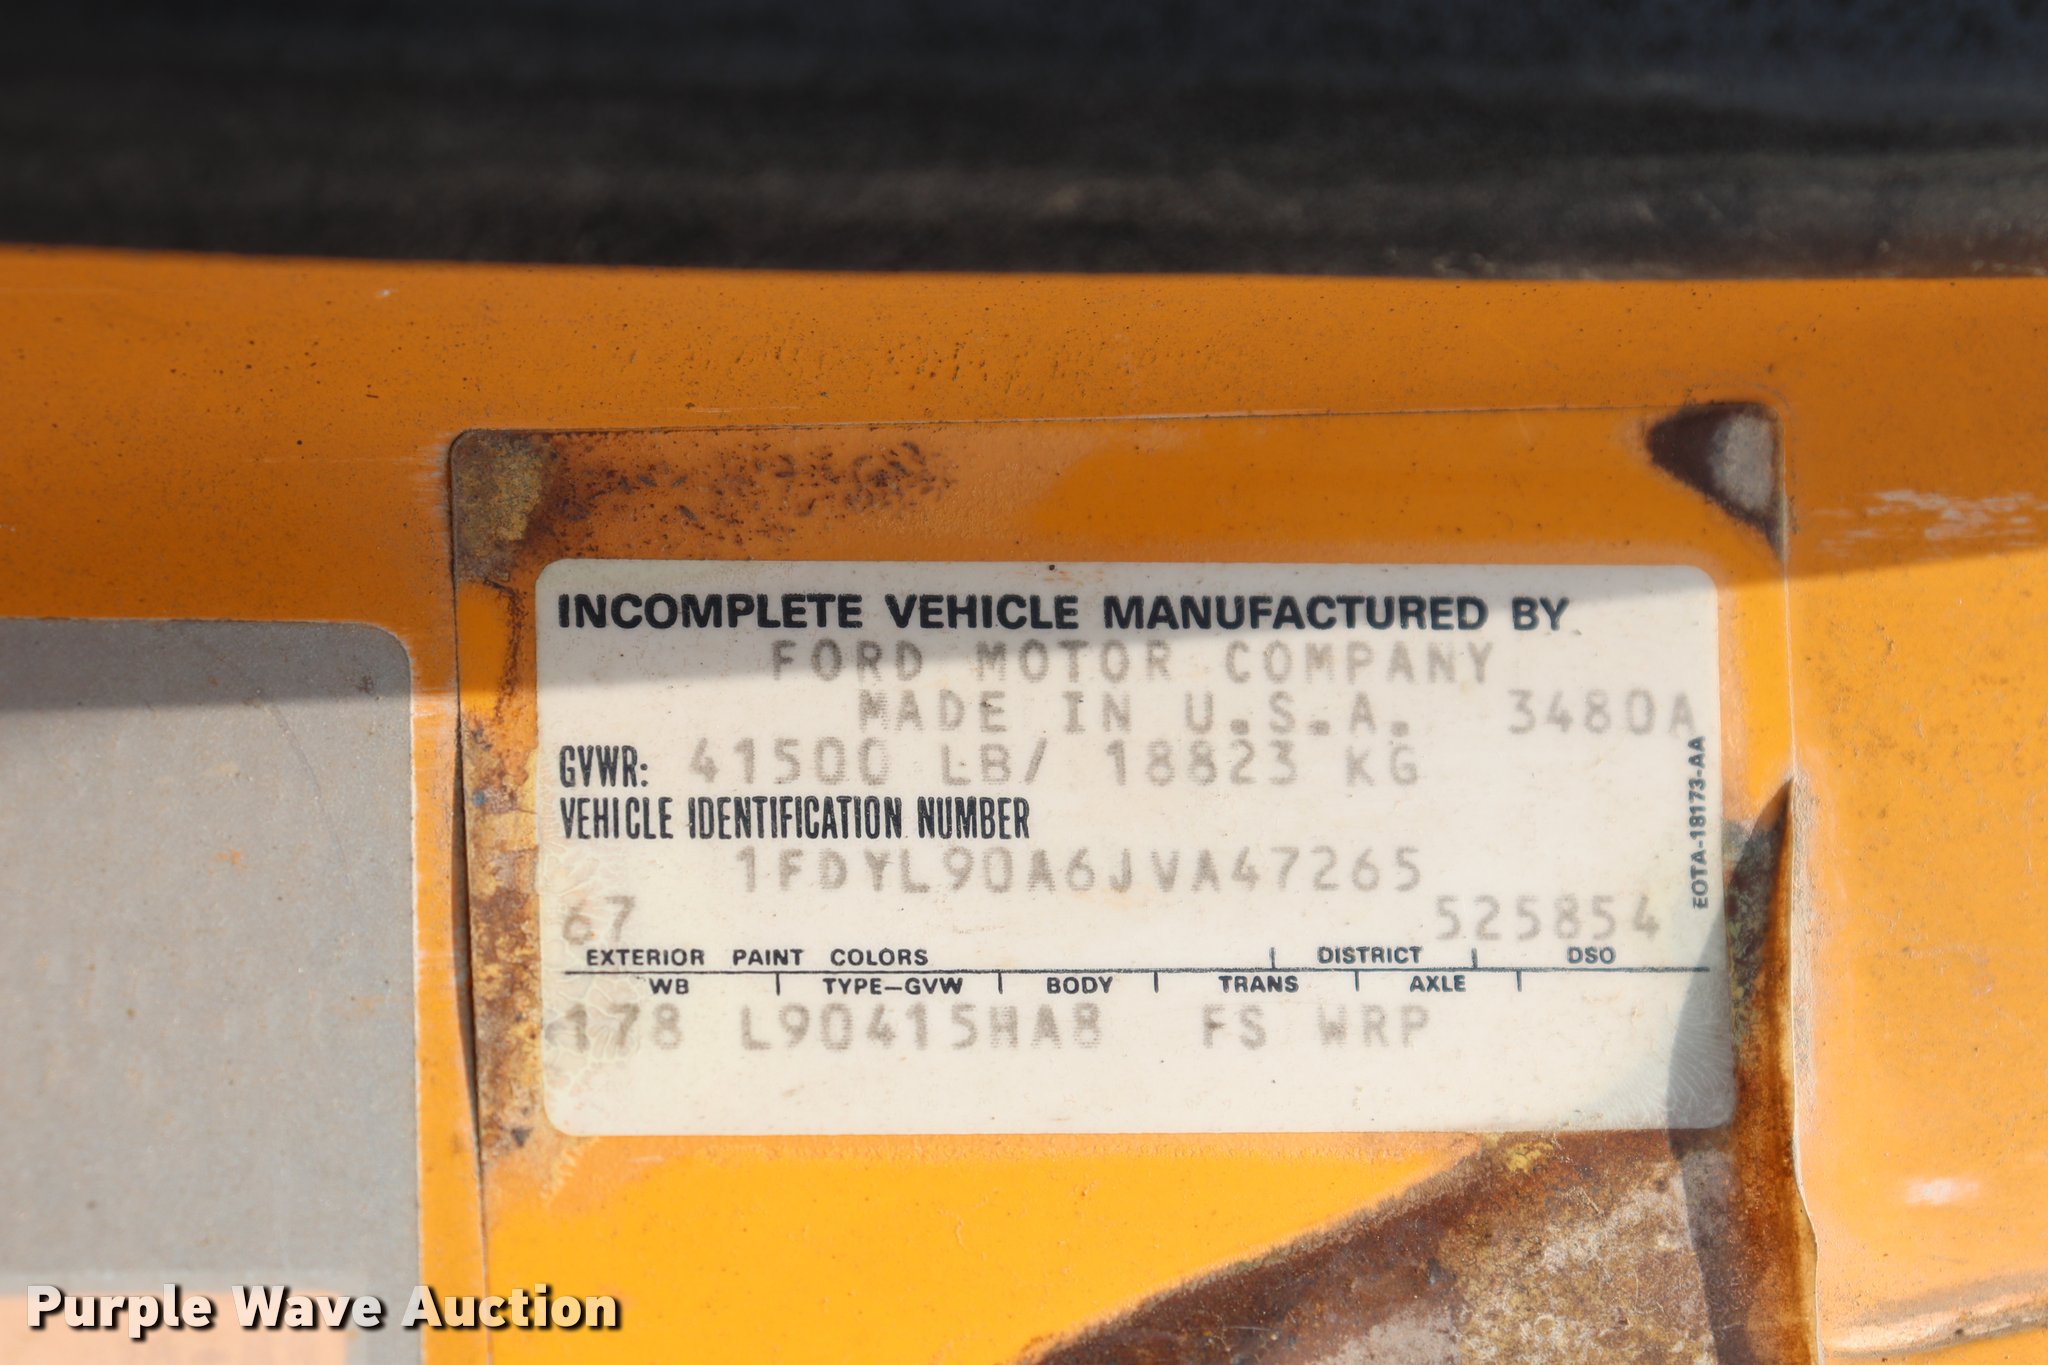 INCOMPLETE VEHICLE MANUFACTURED BY
FORD MOTOR COMPANY
MADE IN U.S.A. 3480A
GVWR: 41500 LB/ 18823 KG
VEHICLE IDENTIFICATION NUMBER
1FDYL90A6JVA47265
67 525854
EXTERIOR PAINT COLORS DISTRICT DSO
WB TYPE-GVW BODY TRANS AXLE
178 L90415HA8 FS WRP
EOTA-18173-AA
Purple Wave Auction